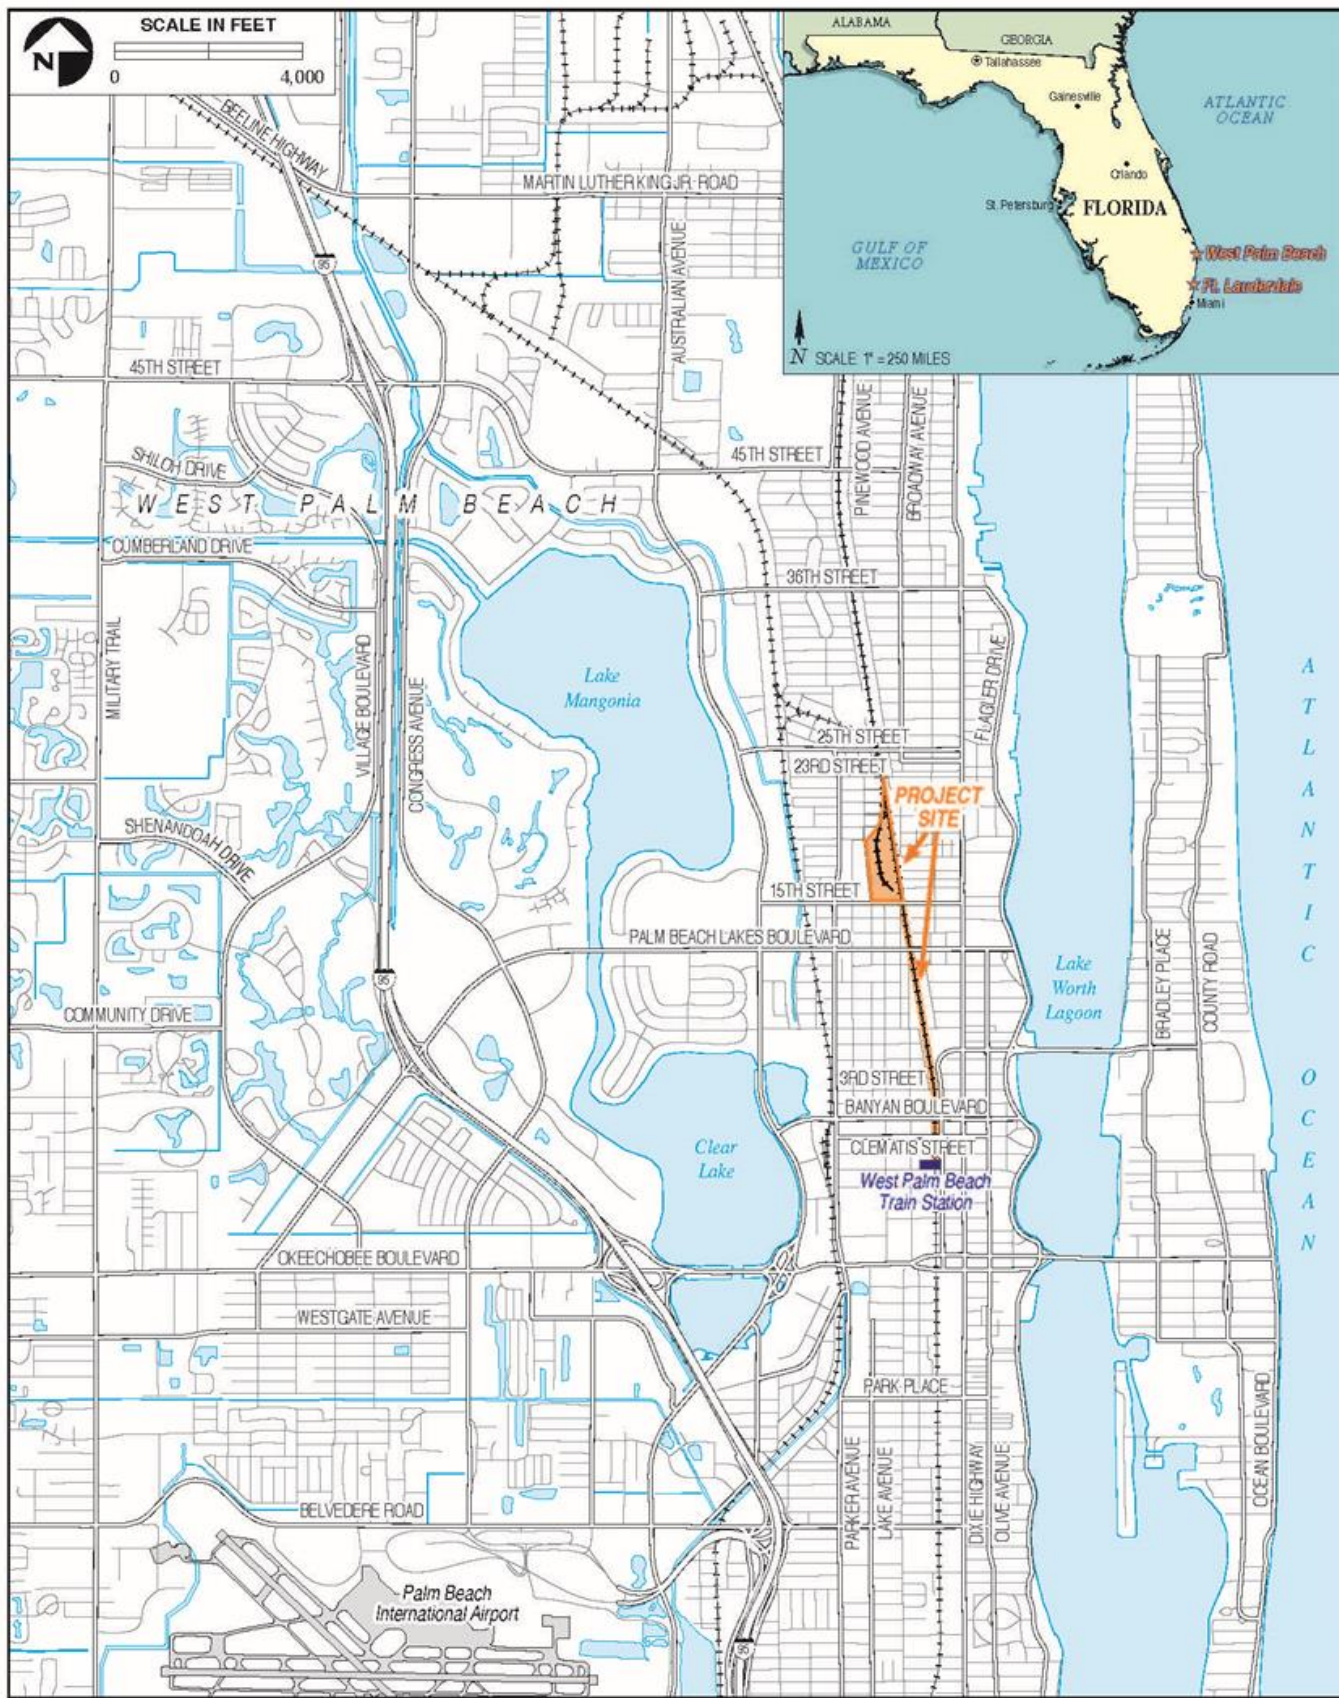 SCALE IN FEET
N
0 4,000
ALABAMA
GEORGIA
Tallahassee
Gainesville
ATLANTIC
OCEAN
Orlando
St. Petersburg
FLORIDA
GULF OF
MEXICO
West Palm Beach
Ft. Lauderdale
Miami
N SCALE: 1" = 250 MILES
BEELINE HIGHWAY
MARTIN LUTHER KING JR. ROAD
95
AUSTRALIAN AVENUE
45TH STREET
PINEWOOD AVENUE
BROADWAY AVENUE
45TH STREET
SHILOH DRIVE
WEST PALM BEACH
CUMBERLAND DRIVE
36TH STREET
MILITARY TRAIL
VILLAGE BOULEVARD
CONGRESS AVENUE
Lake
Mangonia
FLAGLER DRIVE
25TH STREET
23RD STREET
PROJECT
SITE
SHENANDOAH DRIVE
15TH STREET
PALM BEACH LAKES BOULEVARD
95
Lake
Worth
Lagoon
BRADLEY PLACE
COUNTY ROAD
ATLANTIC OCEAN
COMMUNITY DRIVE
3RD STREET
BANYAN BOULEVARD
CLEMATIS STREET
Clear
Lake
West Palm Beach
Train Station
OKEECHOBEE BOULEVARD
WESTGATE AVENUE
PARK PLACE
PARKER AVENUE
LAKE AVENUE
DIXIE HIGHWAY
OLIVE AVENUE
OCEAN BOULEVARD
BELVEDERE ROAD
Palm Beach
International Airport
95